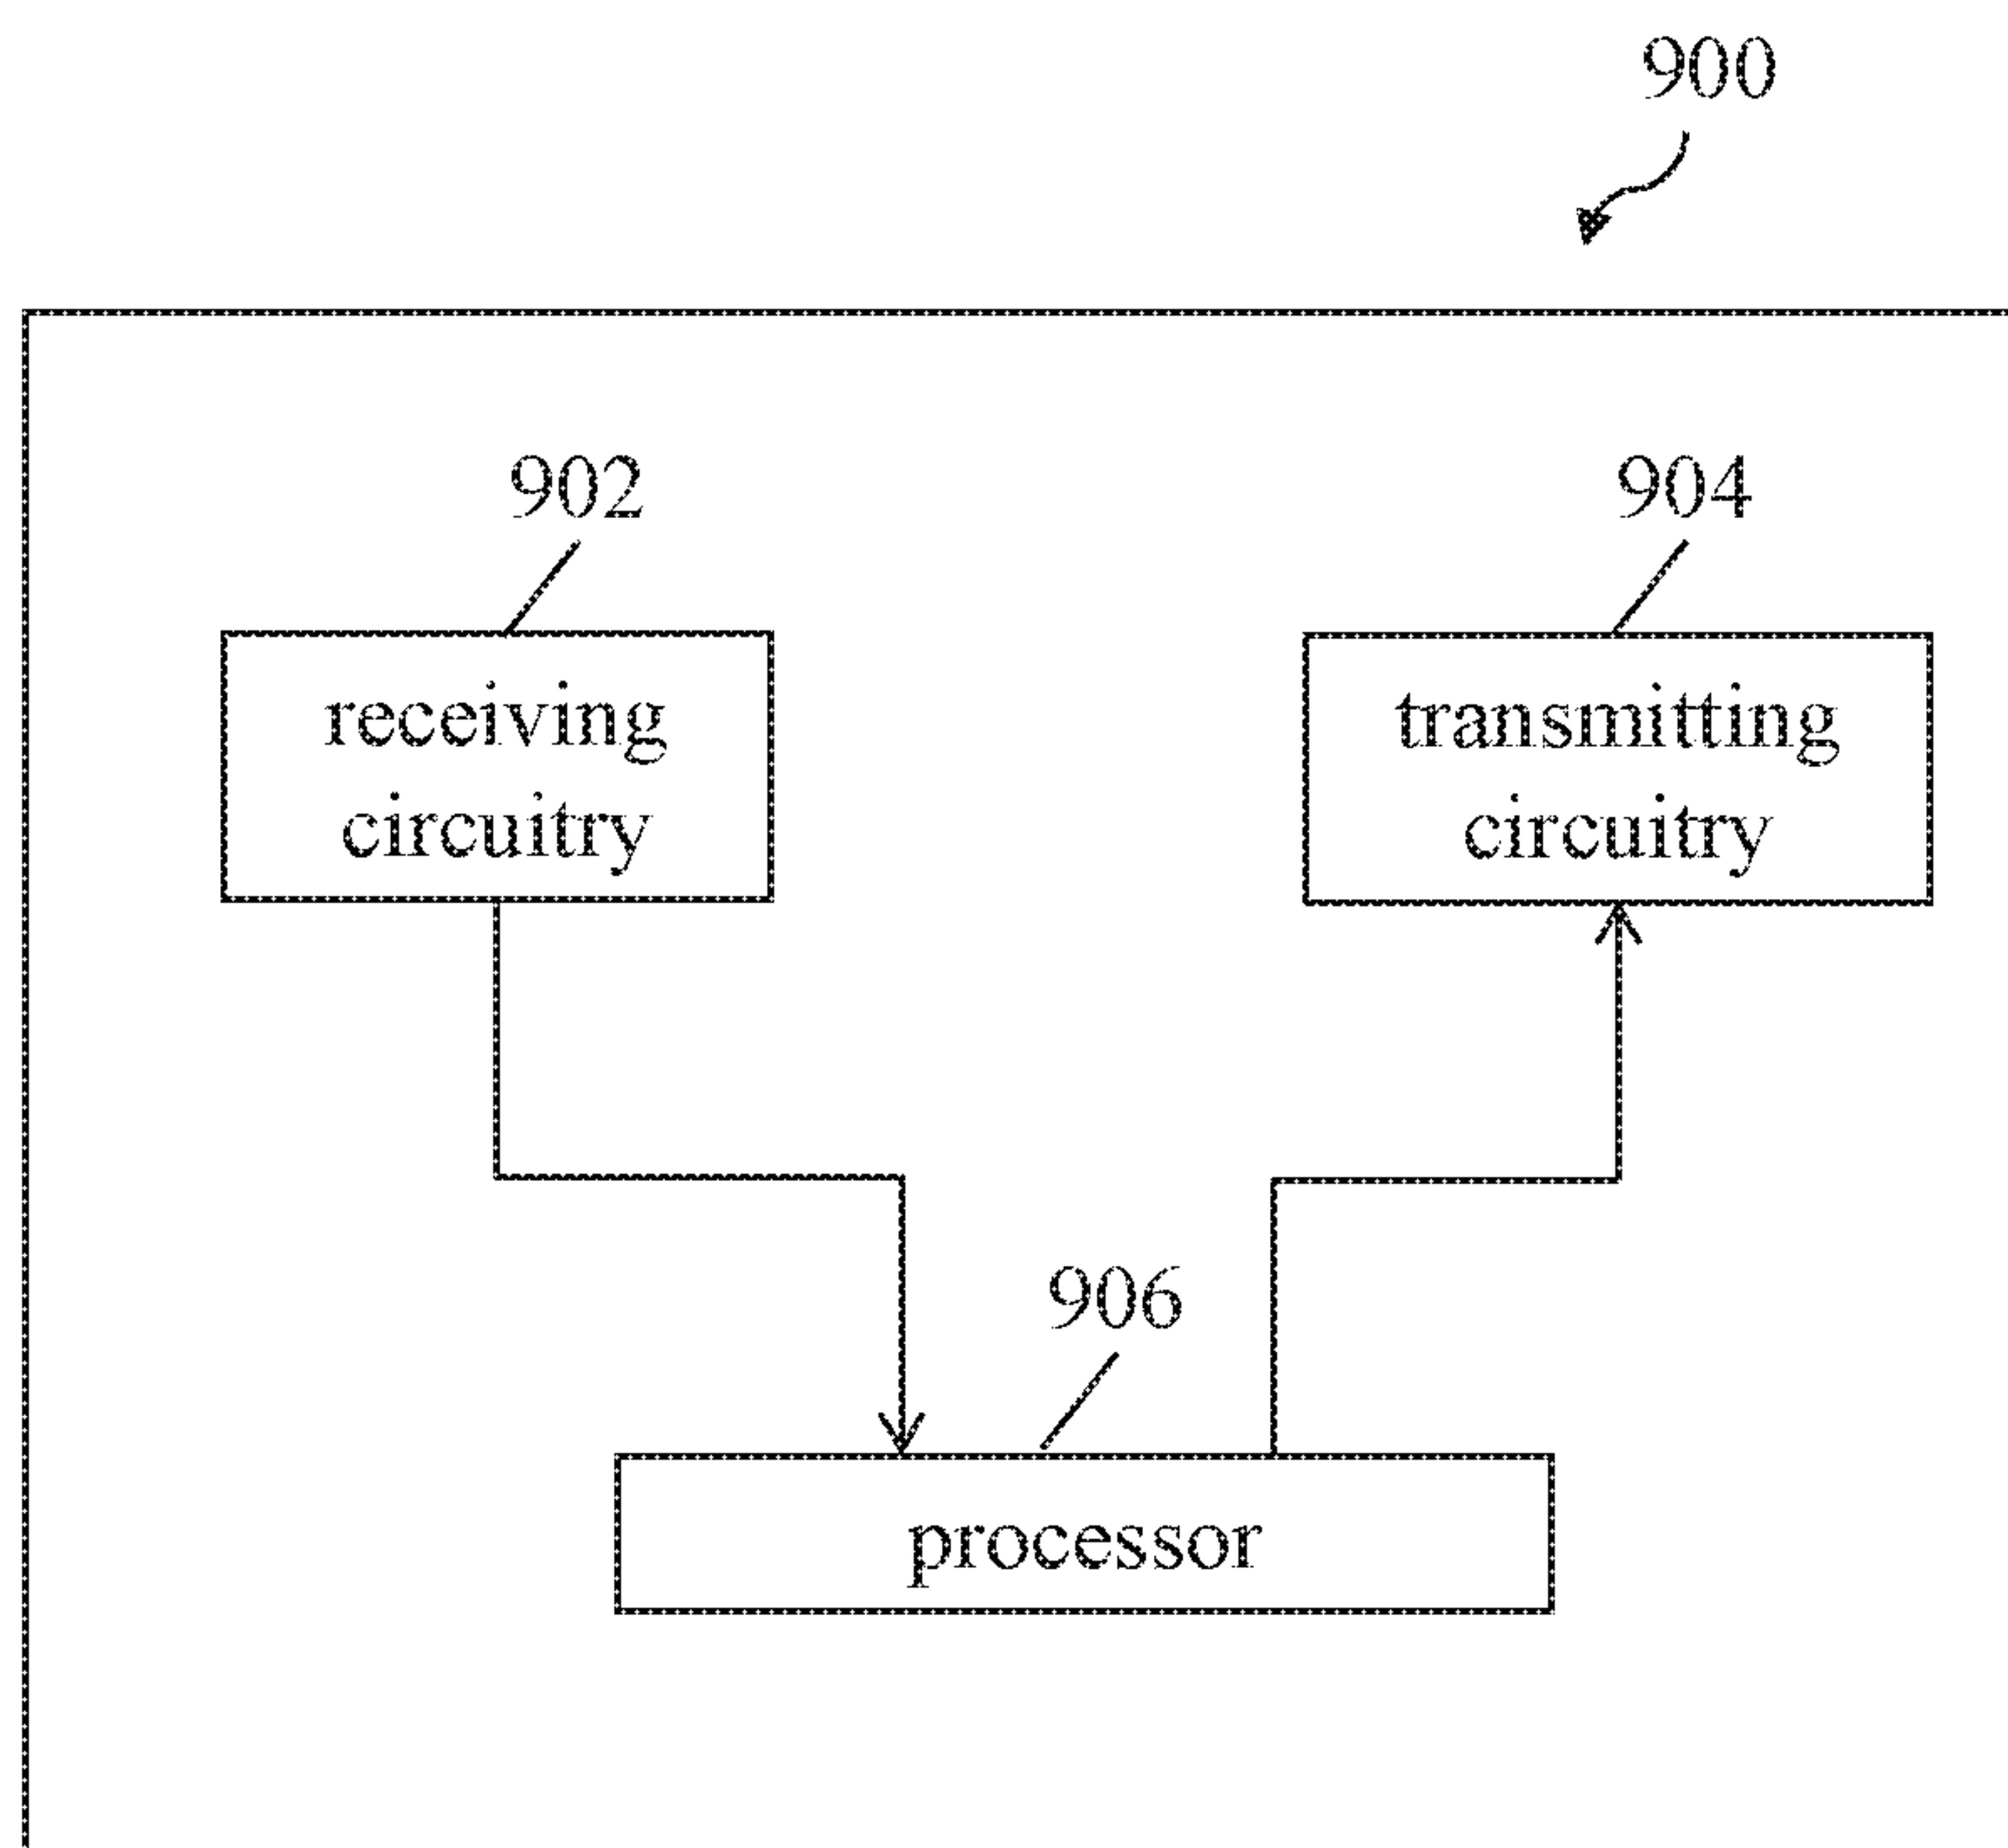 900
902
904
receiving
circuitry
transmitting
circuitry
906
processor